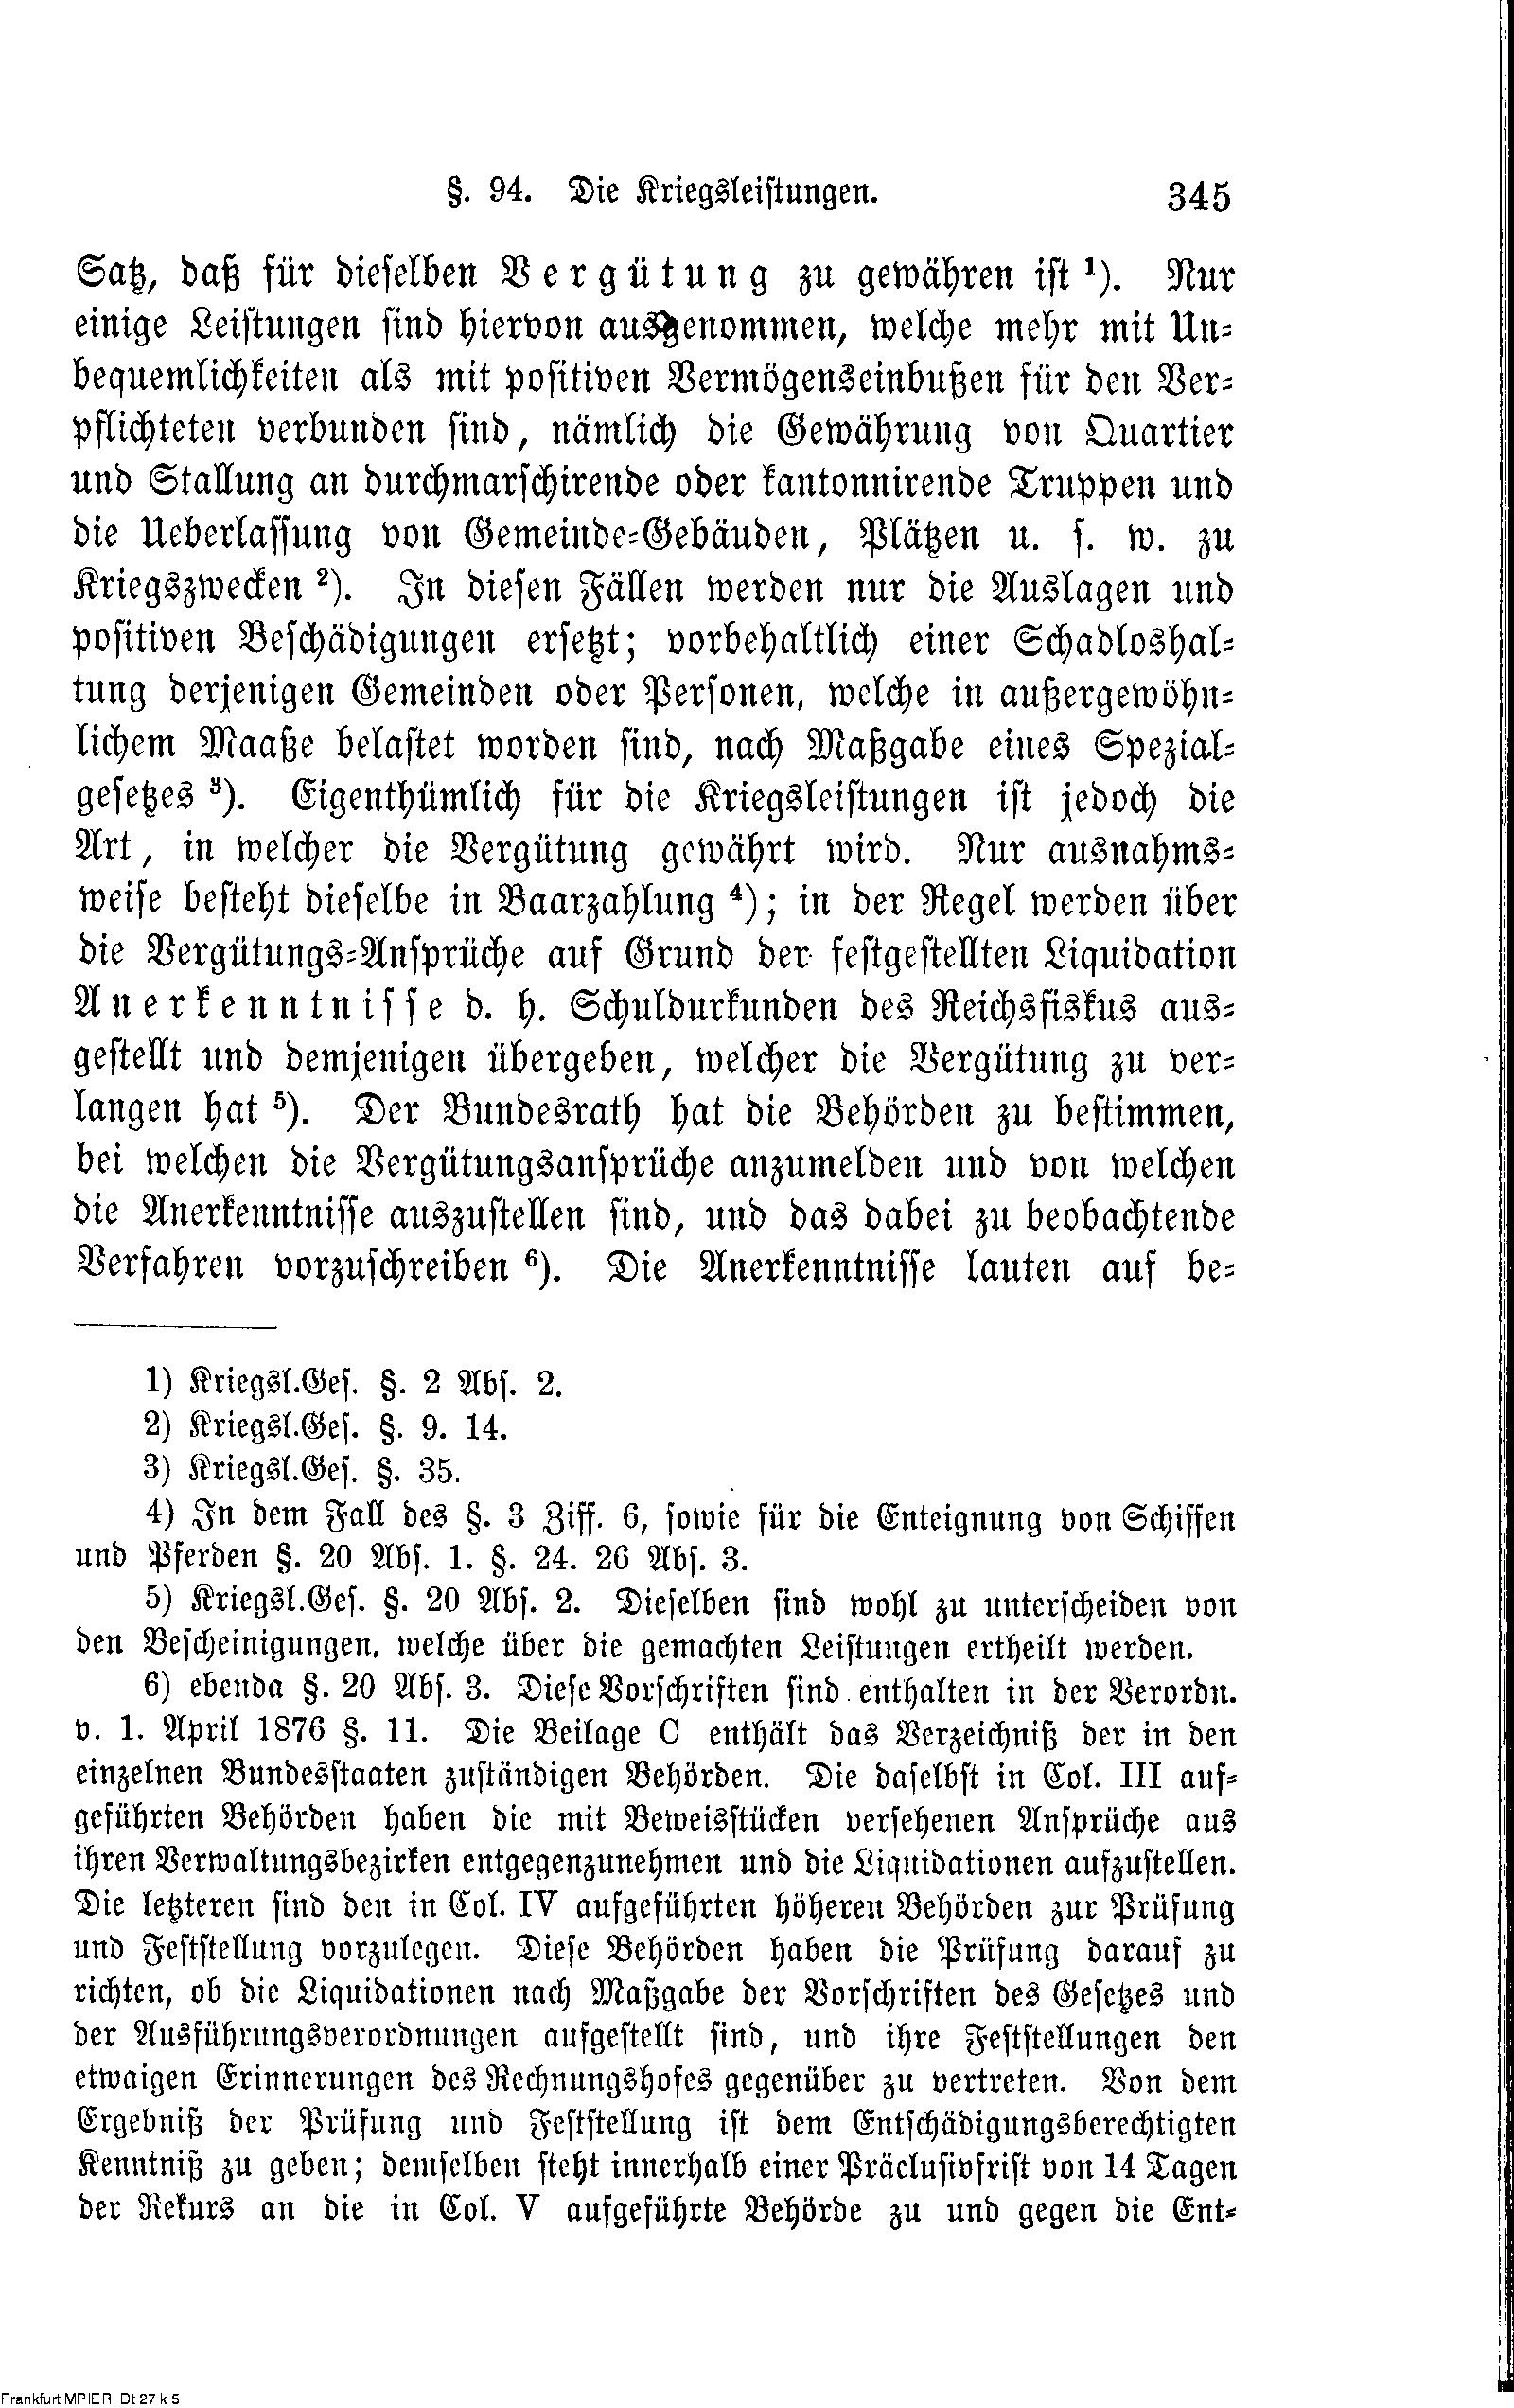 §. 94. Die Kriegsleistungen. 345
Satz, daß für dieselben Vergütung zu gewähren ist ¹). Nur
einige Leistungen sind hiervon ausgenommen, welche mehr mit Un-
bequemlichkeiten als mit positiven Vermögenseinbußen für den Ver-
pflichteten verbunden sind, nämlich die Gewährung von Quartier
und Stallung an durchmarschirende oder kantonnirende Truppen und
die Ueberlassung von Gemeinde-Gebäuden, Plätzen u. s. w. zu
Kriegszwecken ²). In diesen Fällen werden nur die Auslagen und
positiven Beschädigungen ersetzt; vorbehaltlich einer Schadloshal-
tung derjenigen Gemeinden oder Personen, welche in außergewöhn-
lichem Maaße belastet worden sind, nach Maßgabe eines Spezial-
gesetzes ³). Eigenthümlich für die Kriegsleistungen ist jedoch die
Art, in welcher die Vergütung gewährt wird. Nur ausnahms-
weise besteht dieselbe in Baarzahlung ⁴); in der Regel werden über
die Vergütungs-Ansprüche auf Grund der festgestellten Liquidation
Anerkenntnisse d. h. Schuldurkunden des Reichsfiskus aus-
gestellt und demjenigen übergeben, welcher die Vergütung zu ver-
langen hat ⁵). Der Bundesrath hat die Behörden zu bestimmen,
bei welchen die Vergütungsansprüche anzumelden und von welchen
die Anerkenntnisse auszustellen sind, und das dabei zu beobachtende
Verfahren vorzuschreiben ⁶). Die Anerkenntnisse lauten auf be-
1) Kriegsl.Ges. §. 2 Abs. 2.
2) Kriegsl.Ges. §. 9. 14.
3) Kriegsl.Ges. §. 35.
4) In dem Fall des §. 3 Ziff. 6, sowie für die Enteignung von Schiffen
und Pferden §. 20 Abs. 1. §. 24. 26 Abs. 3.
5) Kriegsl.Ges. §. 20 Abs. 2. Dieselben sind wohl zu unterscheiden von
den Bescheinigungen, welche über die gemachten Leistungen ertheilt werden.
6) ebenda §. 20 Abs. 3. Diese Vorschriften sind enthalten in der Verordn.
v. 1. April 1876 §. 11. Die Beilage C enthält das Verzeichniß der in den
einzelnen Bundesstaaten zuständigen Behörden. Die daselbst in Col. III auf-
geführten Behörden haben die mit Beweisstücken versehenen Ansprüche aus
ihren Verwaltungsbezirken entgegenzunehmen und die Liquidationen aufzustellen.
Die letzteren sind den in Col. IV aufgeführten höheren Behörden zur Prüfung
und Feststellung vorzulegen. Diese Behörden haben die Prüfung darauf zu
richten, ob die Liquidationen nach Maßgabe der Vorschriften des Gesetzes und
der Ausführungsverordnungen aufgestellt sind, und ihre Feststellungen den
etwaigen Erinnerungen des Rechnungshofes gegenüber zu vertreten. Von dem
Ergebniß der Prüfung und Feststellung ist dem Entschädigungsberechtigten
Kenntniß zu geben; demselben steht innerhalb einer Präclusivfrist von 14 Tagen
der Rekurs an die in Col. V aufgeführte Behörde zu und gegen die Ent-
Frankfurt MPIER, Dt 27 k 5